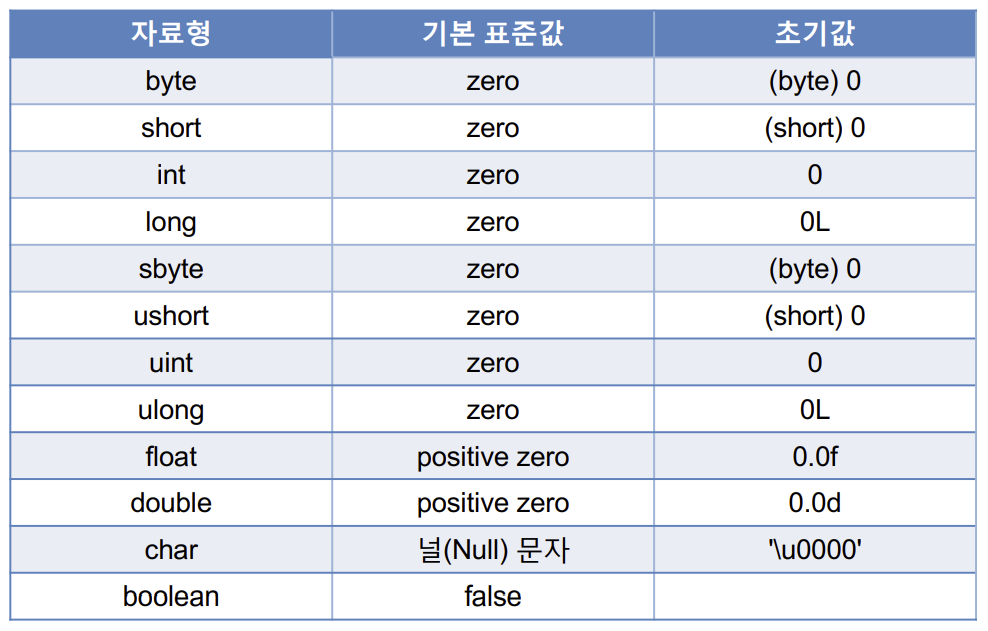 자료형 기본 표준값 초기값
byte zero (byte) 0
short zero (short) 0
int zero 0
long zero 0L
sbyte zero (byte) 0
ushort zero (short) 0
uint zero 0
ulong zero 0L
float positive zero 0.0f
double positive zero 0.0d
char 널(Null) 문자 '\u0000'
boolean false